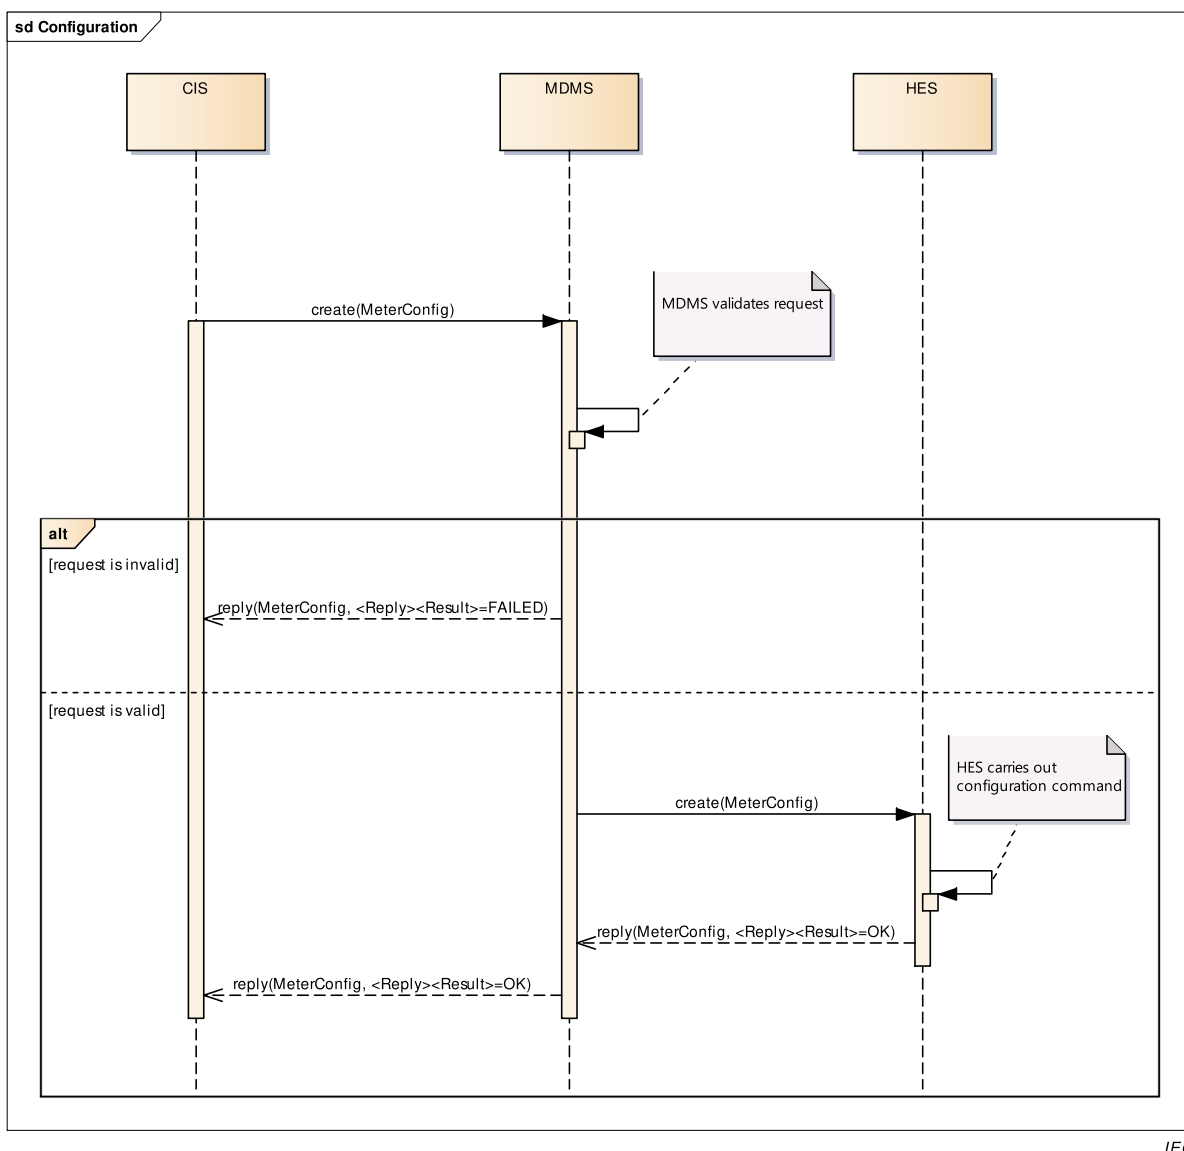 sd Configuration
CIS
MDMS
HES
MDMS validates request
create(MeterConfig)
alt
[request is invalid]
reply(MeterConfig, <Reply><Result>=FAILED)
[request is valid]
HES carries out
configuration command
create(MeterConfig)
reply(MeterConfig, <Reply><Result>=OK)
reply(MeterConfig, <Reply><Result>=OK)